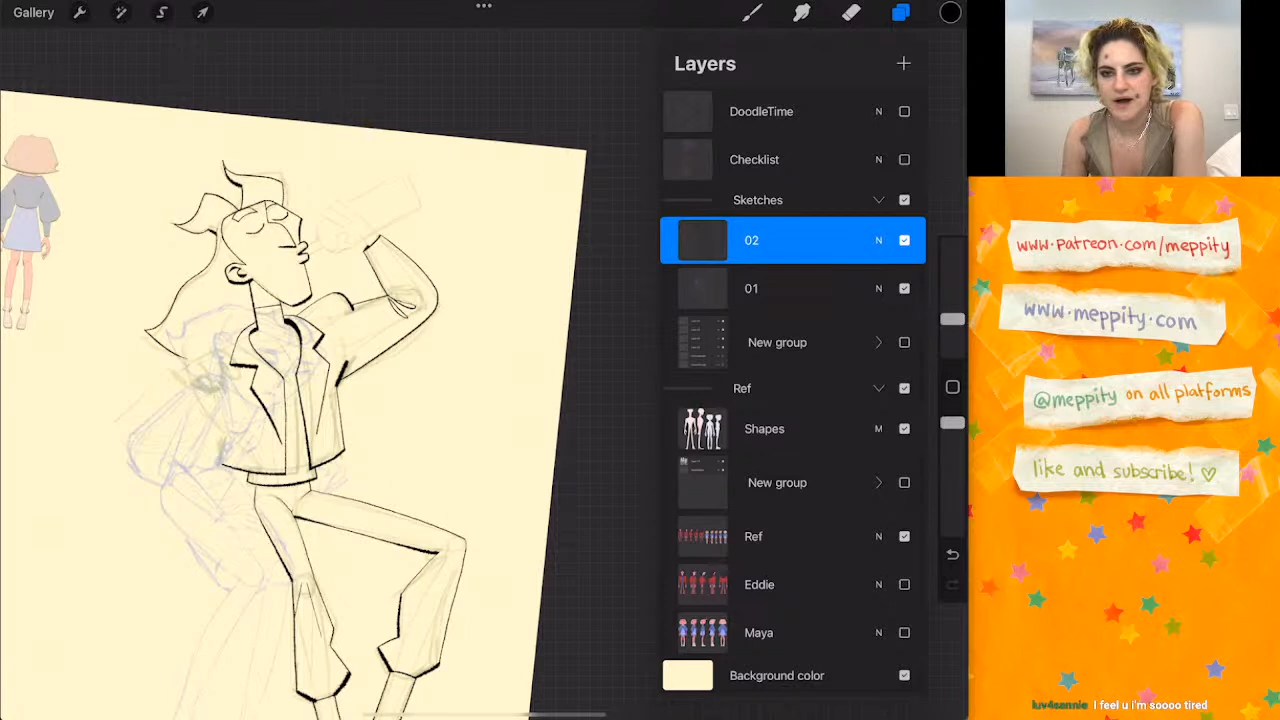 Gallery
Layers
DoodleTime N
Checklist N
Sketches
02 N
01 N
New group
Ref
Shapes M
New group
Ref N
Eddie N
Maya N
Background color
www.patreon.com/meppity
www.meppity.com
@meppity on all platforms
like and subscribe! ♡
luv4sannie I feel u i'm soooo tired